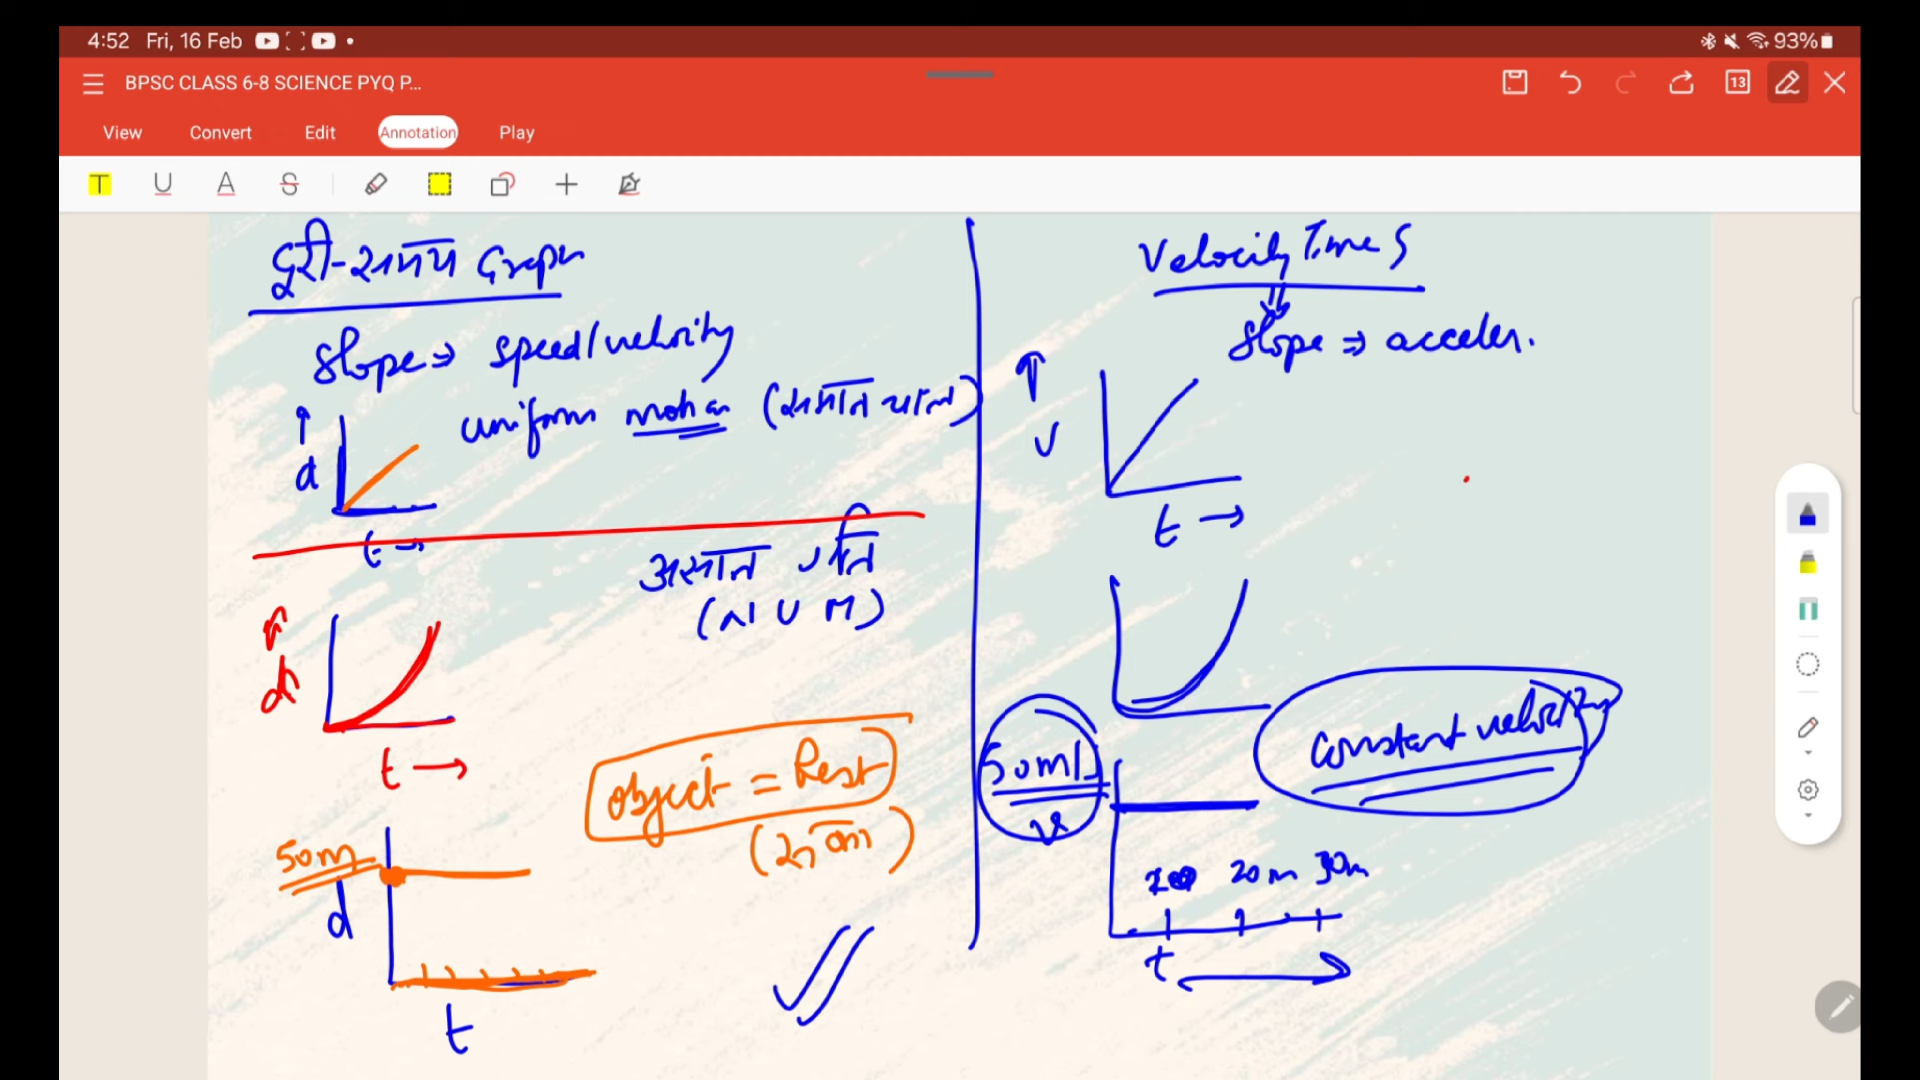 4:52 Fri, 16 Feb
93%
BPSC CLASS 6-8 SCIENCE PYQ P...
13
View Convert Edit Annotation Play
T U A S
दुरी-समय Graph
Slope ⇒ speed/velocity
uniform motion (समान चाल)
↑
d
t →
असमान गति
(N U M)
↑
d
t →
object = Rest
(रुका)
50m
d
t
Velocity Time
Slope ⇒ acceler.
↑
v
t →
50m/s
v
constant velocity
20m 30m
t